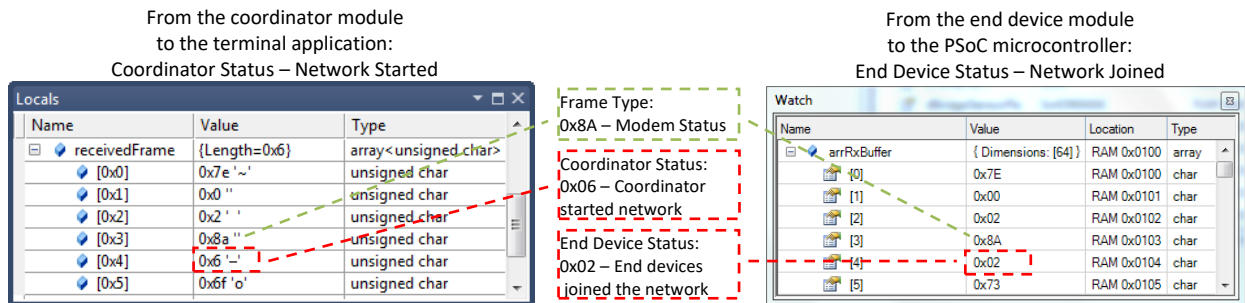 From the coordinator module
to the terminal application:
Coordinator Status – Network Started
From the end device module
to the PSoC microcontroller:
End Device Status – Network Joined
Locals
Name Value Type
receivedFrame {Length=0x6} array<unsigned char>
[0x0] 0x7e '~' unsigned char
[0x1] 0x0 '' unsigned char
[0x2] 0x2 ' ' unsigned char
[0x3] 0x8a '' unsigned char
[0x4] 0x6 '–' unsigned char
[0x5] 0x6f 'o' unsigned char
Frame Type:
0x8A – Modem Status
Coordinator Status:
0x06 – Coordinator
started network
End Device Status:
0x02 – End devices
joined the network
Watch
Name Value Location Type
arrRxBuffer { Dimensions: [64] } RAM 0x0100 array
[0] 0x7E RAM 0x0100 char
[1] 0x00 RAM 0x0101 char
[2] 0x02 RAM 0x0102 char
[3] 0x8A RAM 0x0103 char
[4] 0x02 RAM 0x0104 char
[5] 0x73 RAM 0x0105 char